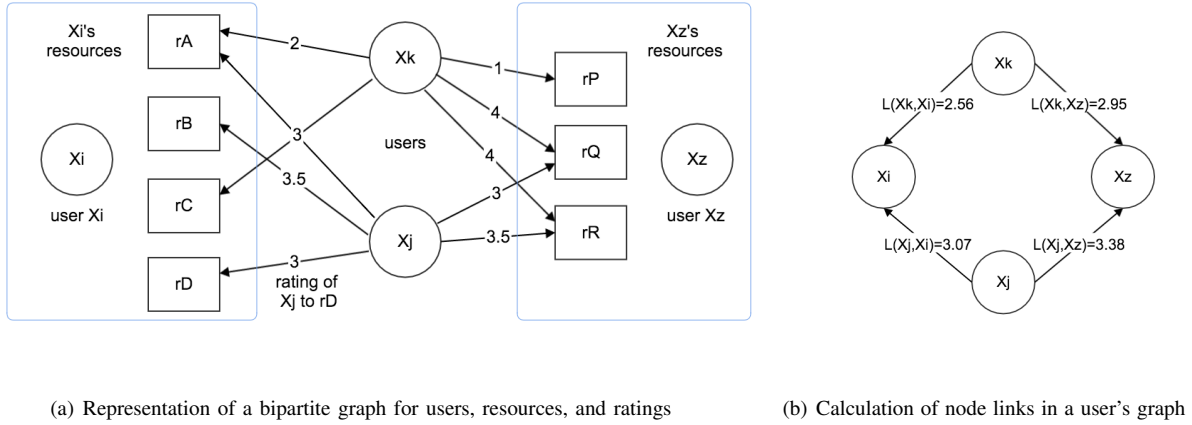 Xi's
resources
rA
rB
rC
rD
Xi
user Xi
2
3
3.5
3
rating of
Xj to rD
Xk
users
Xj
1
4
4
3
3.5
rP
rQ
rR
Xz's
resources
Xz
user Xz
(a) Representation of a bipartite graph for users, resources, and ratings
Xk
L(Xk,Xi)=2.56
L(Xk,Xz)=2.95
Xi
Xz
L(Xj,Xi)=3.07
L(Xj,Xz)=3.38
Xj
(b) Calculation of node links in a user's graph